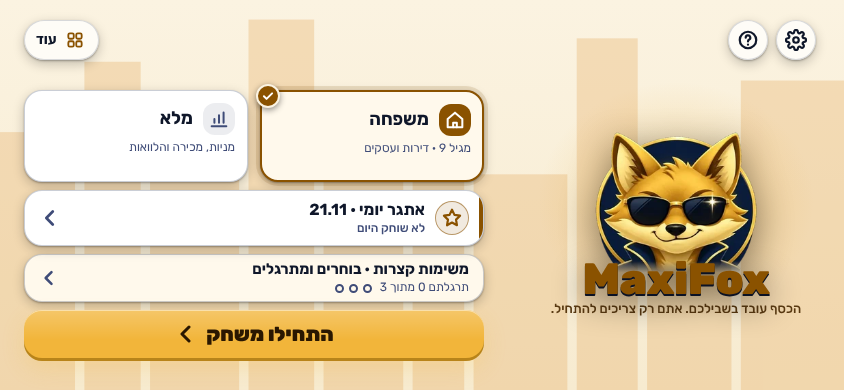 עוד
משפחה
מגיל 9 • דירות ועסקים
מלא
מניות, מכירה והלוואות
אתגר יומי • 21.11
לא שוחק היום
משימות קצרות • בוחרים ומתרגלים
תרגלתם 0 מתוך 3
התחילו משחק
MaxiFox
הכסף עובד בשבילכם. אתם רק צריכים להתחיל.